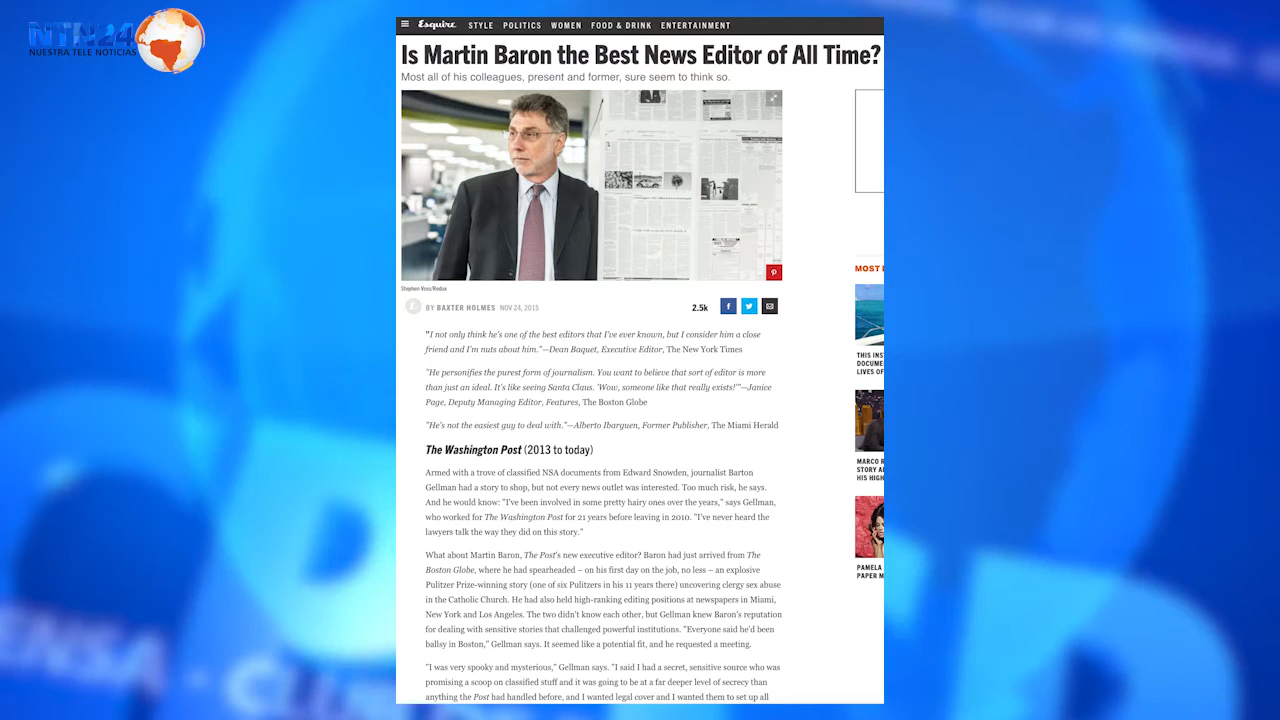 NTN24
NUESTRA TELE NOTICIAS
Esquire STYLE POLITICS WOMEN FOOD & DRINK ENTERTAINMENT
Is Martin Baron the Best News Editor of All Time?
Most all of his colleagues, present and former, sure seem to think so.
Stephen Voss/Redux
BY BAXTER HOLMES NOV 24, 2015
2.5k
"I not only think he's one of the best editors that I've ever known, but I consider him a close
friend and I'm nuts about him."—Dean Baquet, Executive Editor, The New York Times
"He personifies the purest form of journalism. You want to believe that sort of editor is more
than just an ideal. It's like seeing Santa Claus. 'Wow, someone like that really exists!'"—Janice
Page, Deputy Managing Editor, Features, The Boston Globe
"He's not the easiest guy to deal with."—Alberto Ibarguen, Former Publisher, The Miami Herald
The Washington Post (2013 to today)
Armed with a trove of classified NSA documents from Edward Snowden, journalist Barton
Gellman had a story to shop, but not every news outlet was interested. Too much risk, he says.
And he would know: "I've been involved in some pretty hairy ones over the years," says Gellman,
who worked for The Washington Post for 21 years before leaving in 2010. "I've never heard the
lawyers talk the way they did on this story."
What about Martin Baron, The Post's new executive editor? Baron had just arrived from The
Boston Globe, where he had spearheaded – on his first day on the job, no less – an explosive
Pulitzer Prize-winning story (one of six Pulitzers in his 11 years there) uncovering clergy sex abuse
in the Catholic Church. He had also held high-ranking editing positions at newspapers in Miami,
New York and Los Angeles. The two didn't know each other, but Gellman knew Baron's reputation
for dealing with sensitive stories that challenged powerful institutions. "Everyone said he'd been
ballsy in Boston," Gellman says. It seemed like a potential fit, and he requested a meeting.
"I was very spooky and mysterious," Gellman says. "I said I had a secret, sensitive source who was
promising a scoop on classified stuff and it was going to be at a far deeper level of secrecy than
anything the Post had handled before, and I wanted legal cover and I wanted them to set up all
MOST
THIS INS
DOCUME
LIVES OF
MARCO R
STORY A
HIS HIGH
PAMELA
PAPER M